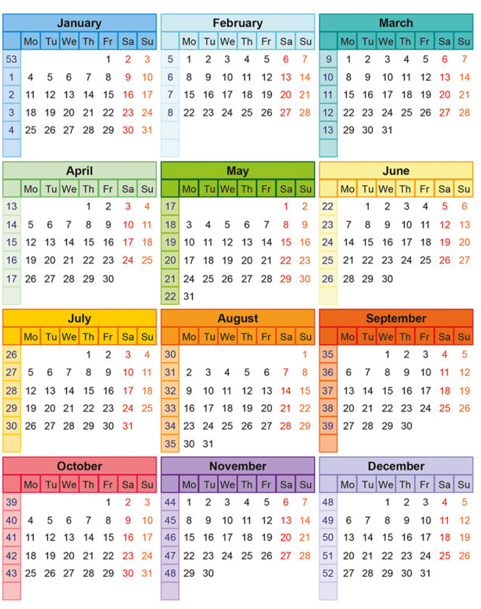 January
Mo Tu We Th Fr Sa Su
53 1 2 3
1 4 5 6 7 8 9 10
2 11 12 13 14 15 16 17
3 18 19 20 21 22 23 24
4 25 26 27 28 29 30 31
February
Mo Tu We Th Fr Sa Su
5 1 2 3 4 5 6 7
6 8 9 10 11 12 13 14
7 15 16 17 18 19 20 21
8 22 23 24 25 26 27 28
March
Mo Tu We Th Fr Sa Su
9 1 2 3 4 5 6 7
10 8 9 10 11 12 13 14
11 15 16 17 18 19 20 21
12 22 23 24 25 26 27 28
13 29 30 31
April
Mo Tu We Th Fr Sa Su
13 1 2 3 4
14 5 6 7 8 9 10 11
15 12 13 14 15 16 17 18
16 19 20 21 22 23 24 25
17 26 27 28 29 30
May
Mo Tu We Th Fr Sa Su
17 1 2
18 3 4 5 6 7 8 9
19 10 11 12 13 14 15 16
20 17 18 19 20 21 22 23
21 24 25 26 27 28 29 30
22 31
June
Mo Tu We Th Fr Sa Su
22 1 2 3 4 5 6
23 7 8 9 10 11 12 13
24 14 15 16 17 18 19 20
25 21 22 23 24 25 26 27
26 28 29 30
July
Mo Tu We Th Fr Sa Su
26 1 2 3 4
27 5 6 7 8 9 10 11
28 12 13 14 15 16 17 18
29 19 20 21 22 23 24 25
30 26 27 28 29 30 31
August
Mo Tu We Th Fr Sa Su
30 1
31 2 3 4 5 6 7 8
32 9 10 11 12 13 14 15
33 16 17 18 19 20 21 22
34 23 24 25 26 27 28 29
35 30 31
September
Mo Tu We Th Fr Sa Su
35 1 2 3 4 5
36 6 7 8 9 10 11 12
37 13 14 15 16 17 18 19
38 20 21 22 23 24 25 26
39 27 28 29 30
October
Mo Tu We Th Fr Sa Su
39 1 2 3
40 4 5 6 7 8 9 10
41 11 12 13 14 15 16 17
42 18 19 20 21 22 23 24
43 25 26 27 28 29 30 31
November
Mo Tu We Th Fr Sa Su
44 1 2 3 4 5 6 7
45 8 9 10 11 12 13 14
46 15 16 17 18 19 20 21
47 22 23 24 25 26 27 28
48 29 30
December
Mo Tu We Th Fr Sa Su
48 1 2 3 4 5
49 6 7 8 9 10 11 12
50 13 14 15 16 17 18 19
51 20 21 22 23 24 25 26
52 27 28 29 30 31